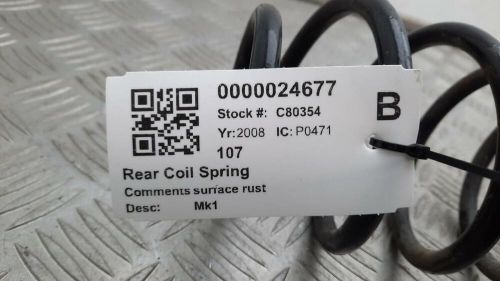 0000024677
Stock #: C80354
B
Yr:2008 IC: P0471
107
Rear Coil Spring
Comments surface rust
Desc: Mk1